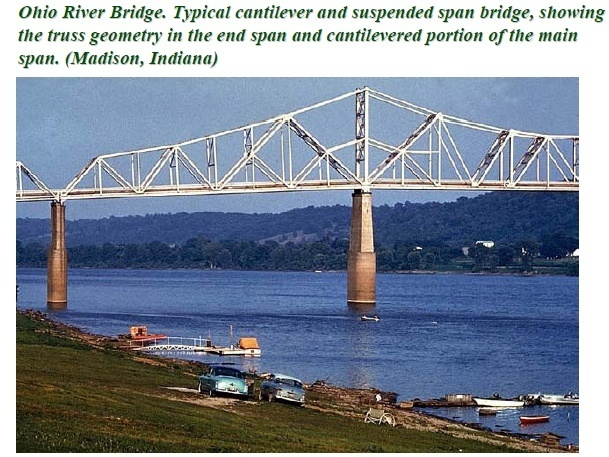 Ohio River Bridge. Typical cantilever and suspended span bridge, showing
the truss geometry in the end span and cantilevered portion of the main
span. (Madison, Indiana)